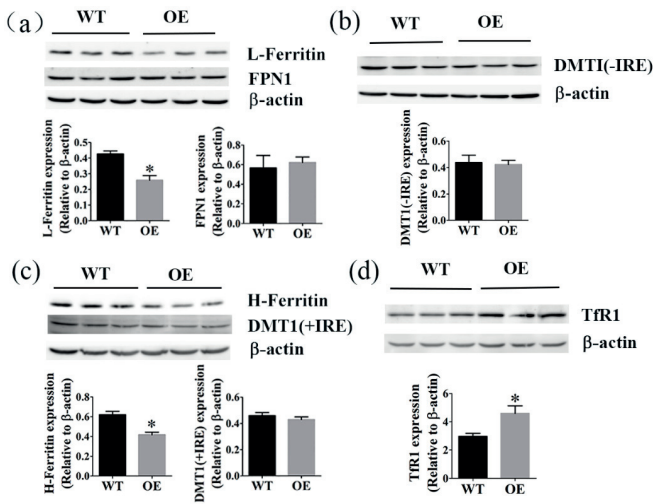 (a)
WT OE
L-Ferritin
FPN1
β-actin
L-Ferritin expression
(Relative to β-actin)
0.5
0.4
0.3
0.2
0.1
0.0
*
WT OE
FPN1 expression
(Relative to β-actin)
0.8
0.6
0.4
0.2
0.0
WT OE
(b)
WT OE
DMTI(-IRE)
β-actin
DMT1(-IRE) expression
(Relative to β-actin)
0.6
0.4
0.2
0.0
WT OE
(c)
WT OE
H-Ferritin
DMT1(+IRE)
β-actin
H-Ferritin expression
(Relative to β-actin)
0.8
0.6
0.4
0.2
0.0
*
WT OE
DMT1(+IRE) expression
(Relative to β-actin)
0.6
0.4
0.2
0.0
WT OE
(d)
WT OE
TfR1
β-actin
TfR1 expression
(Relative to β-actin)
6
4
2
0
*
WT OE